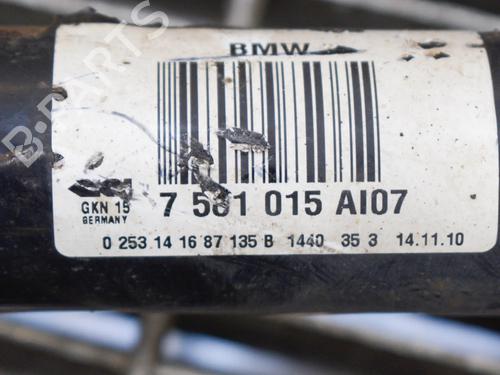 BMW
GKN 15
GERMANY
7 561 015 AI07
0 253 14 16 87 135 B 1440 35 3 14.11.10
B-PARTS